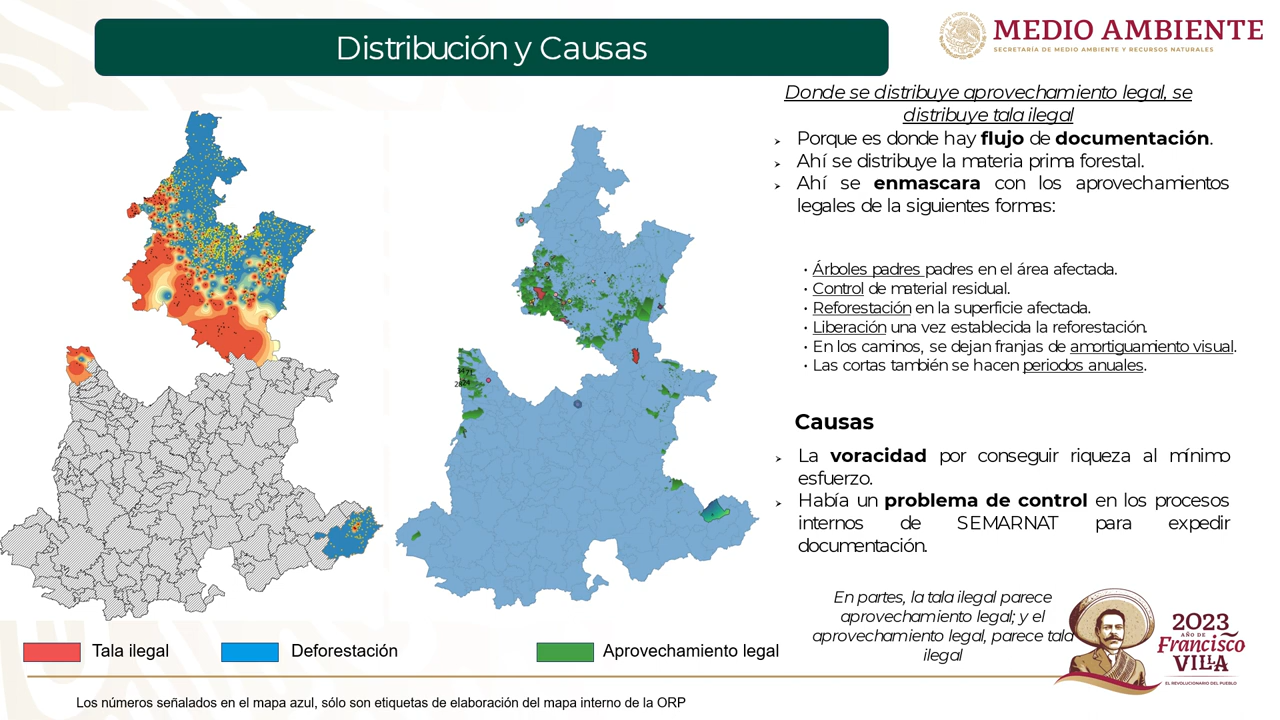 Distribución y Causas
MEDIO AMBIENTE
SECRETARÍA DE MEDIO AMBIENTE Y RECURSOS NATURALES
Donde se distribuye aprovechamiento legal, se
distribuye tala ilegal
Porque es donde hay flujo de documentación.
Ahí se distribuye la materia prima forestal.
Ahí se enmascara con los aprovechamientos
legales de la siguientes formas:
Árboles padres padres en el área afectada.
Control de material residual.
Reforestación en la superficie afectada.
Liberación una vez establecida la reforestación.
En los caminos, se dejan franjas de amortiguamiento visual.
Las cortas también se hacen periodos anuales.
Causas
La voracidad por conseguir riqueza al mínimo
esfuerzo.
Había un problema de control en los procesos
internos de SEMARNAT para expedir
documentación.
En partes, la tala ilegal parece
aprovechamiento legal; y el
aprovechamiento legal, parece tala
ilegal
2023
AÑO DE
Francisco
VILLA
EL REVOLUCIONARIO DEL PUEBLO
Tala ilegal
Deforestación
Aprovechamiento legal
Los números señalados en el mapa azul, sólo son etiquetas de elaboración del mapa interno de la ORP